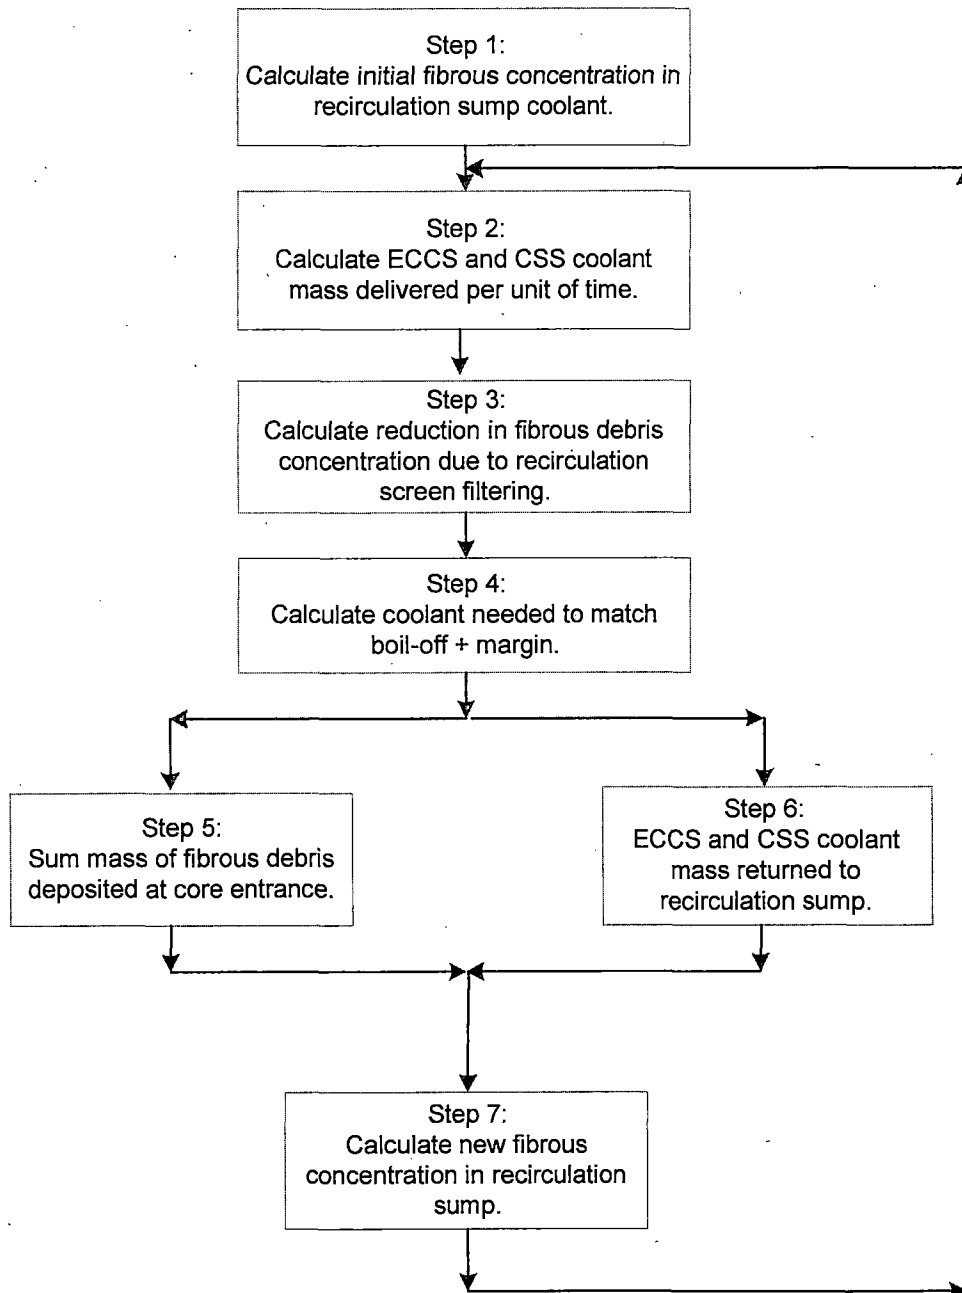 Step 1:
Calculate initial fibrous concentration in
recirculation sump coolant.
Step 2:
Calculate ECCS and CSS coolant
mass delivered per unit of time.
Step 3:
Calculate reduction in fibrous debris
concentration due to recirculation
screen filtering.
Step 4:
Calculate coolant needed to match
boil-off + margin.
Step 5:
Sum mass of fibrous debris
deposited at core entrance.
Step 6:
ECCS and CSS coolant
mass returned to
recirculation sump.
Step 7:
Calculate new fibrous
concentration in recirculation
sump.